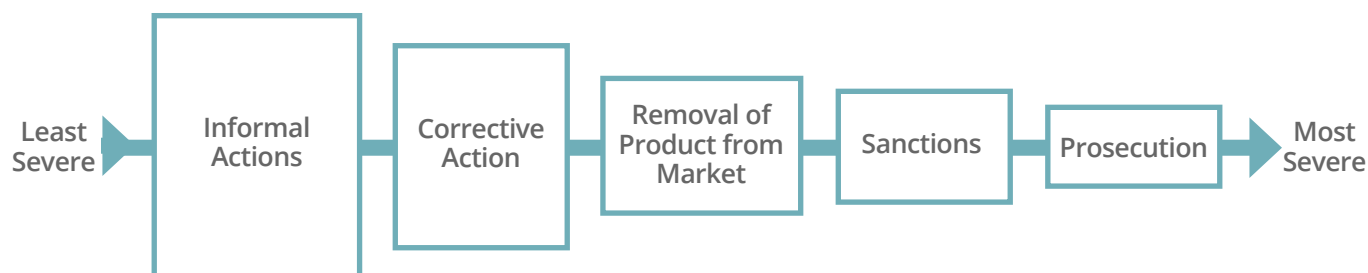 Least
Severe
Informal
Actions
Corrective
Action
Removal of
Product from
Market
Sanctions
Prosecution
Most
Severe